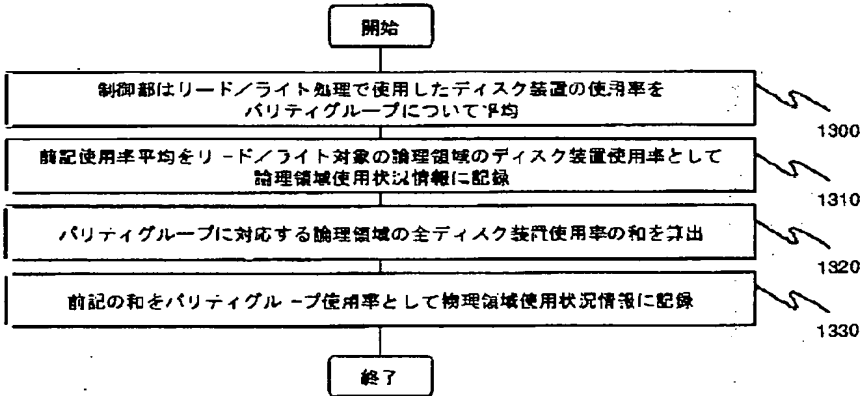 開始
制御部はリード／ライト処理で使用したディスク装置の使用率を
パリティグループについて平均
1300
前記使用率平均をリード／ライト対象の論理領域のディスク装置使用率として
論理領域使用状況情報に記録
1310
パリティグループに対応する論理領域の全ディスク装置使用率の和を算出
1320
前記の和をパリティグループ使用率として物理領域使用状況情報に記録
1330
終了